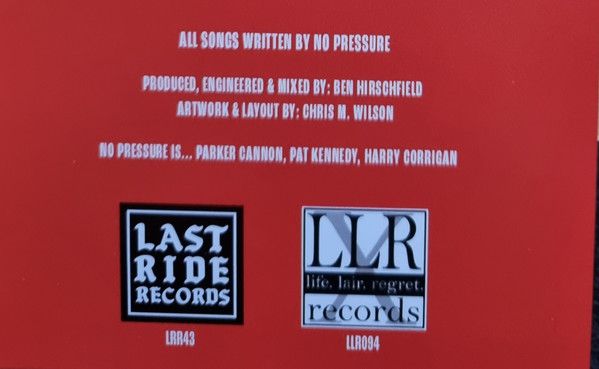 ALL SONGS WRITTEN BY NO PRESSURE
PRODUCED, ENGINEERED & MIXED BY: BEN HIRSCHFIELD
ARTWORK & LAYOUT BY: CHRIS M. WILSON
NO PRESSURE IS... PARKER CANNON, PAT KENNEDY, HARRY CORRIGAN
LAST
RIDE
RECORDS
LRR43
LLR
life. lair. regret.
records
LLR094